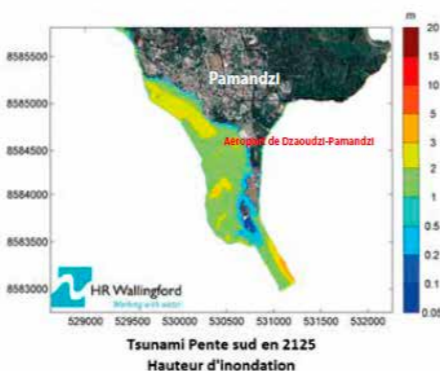 m
20
15
10
5
3
2
1
0.5
0.2
0.1
0.05
8585500
8585000
8584500
8584000
8583500
8583000
Pamandzi
Aéroport de Dzaoudzi-Pamandzi
HR Wallingford
Working with water
529000 529500 530000 530500 531000 531500 532000
Tsunami Pente sud en 2125
Hauteur d'inondation